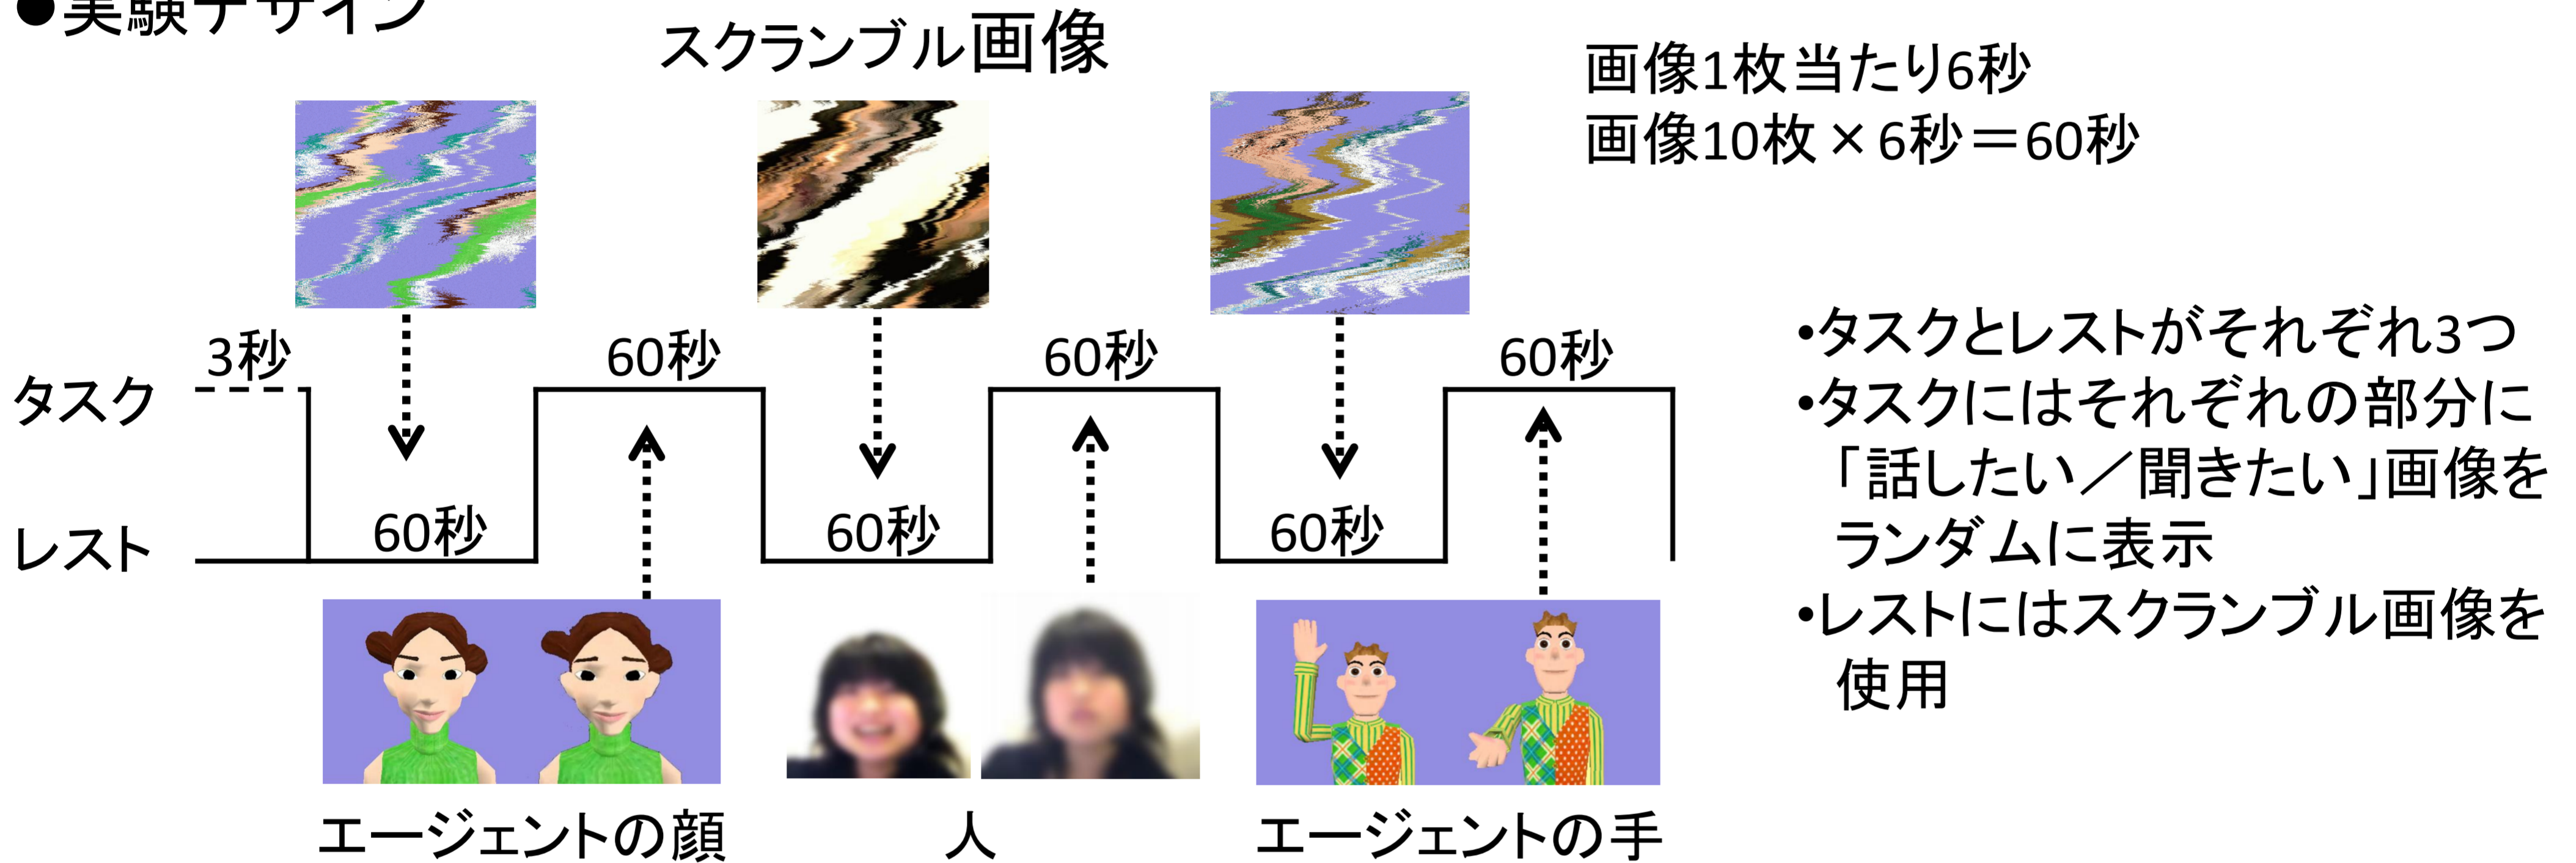 ●実験デザイン
スクランブル画像
画像1枚当たり6秒
画像10枚×6秒＝60秒
3秒
60秒
60秒
60秒
タスク
60秒
60秒
60秒
レスト
•タスクとレストがそれぞれ3つ
•タスクにはそれぞれの部分に
「話したい／聞きたい」画像を
ランダムに表示
•レストにはスクランブル画像を
使用
エージェントの顔
人
エージェントの手